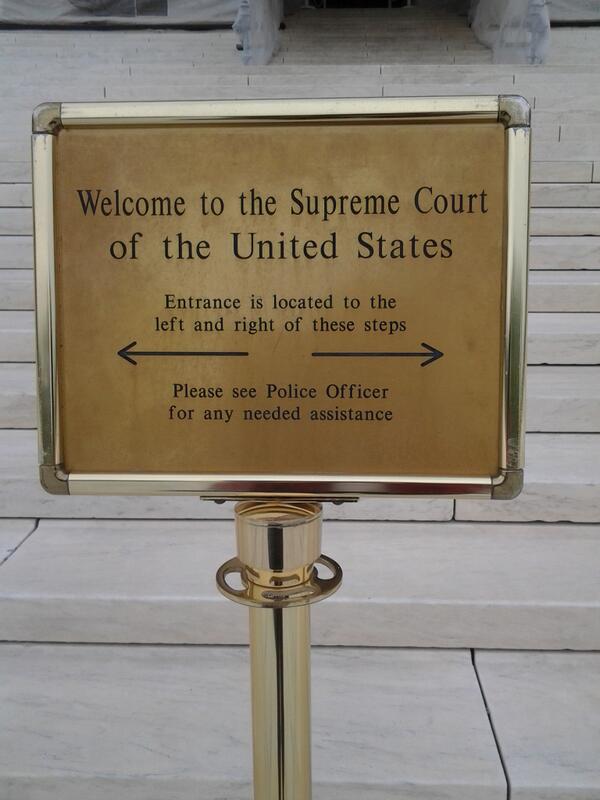 Welcome to the Supreme Court
of the United States
Entrance is located to the
left and right of these steps
Please see Police Officer
for any needed assistance